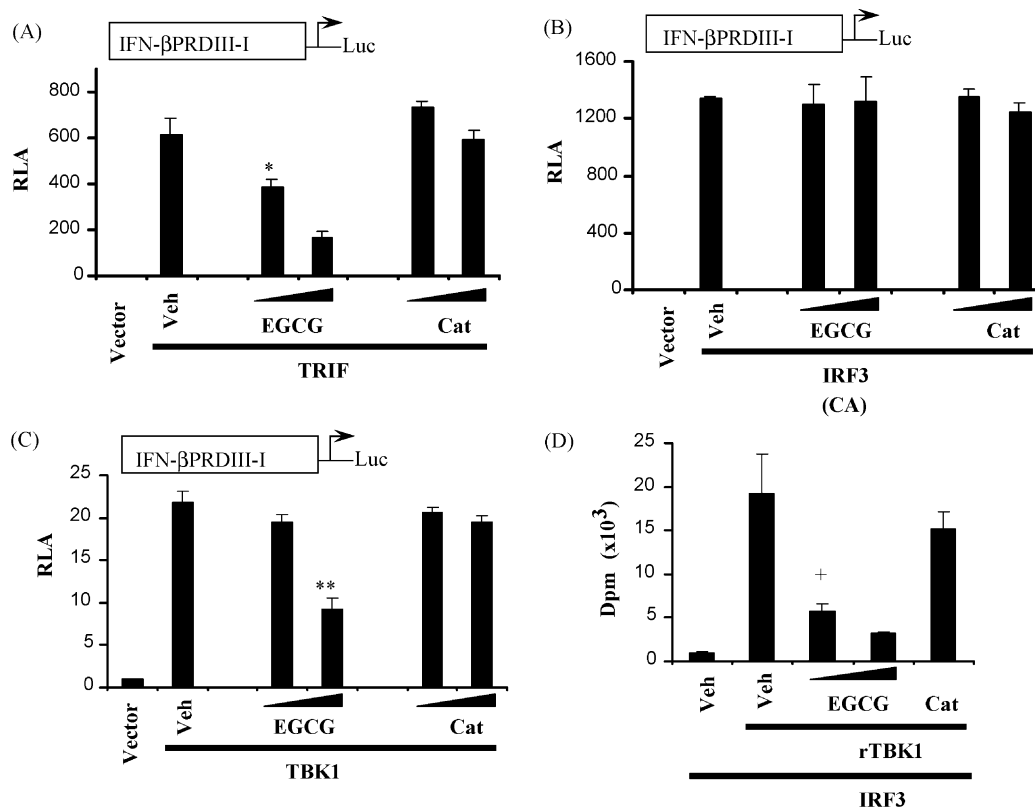 (A)
IFN-βPRDIII-I
Luc
RLA
800
600
400
200
0
*
Vector
Veh
EGCG
Cat
TRIF
(B)
IFN-βPRDIII-I
Luc
RLA
1600
1200
800
400
0
Vector
Veh
EGCG
Cat
IRF3
(CA)
(C)
IFN-βPRDIII-I
Luc
RLA
25
20
15
10
5
0
**
Vector
Veh
EGCG
Cat
TBK1
(D)
Dpm (x10³)
25
20
15
10
5
0
+
Veh
Veh
EGCG
Cat
rTBK1
IRF3